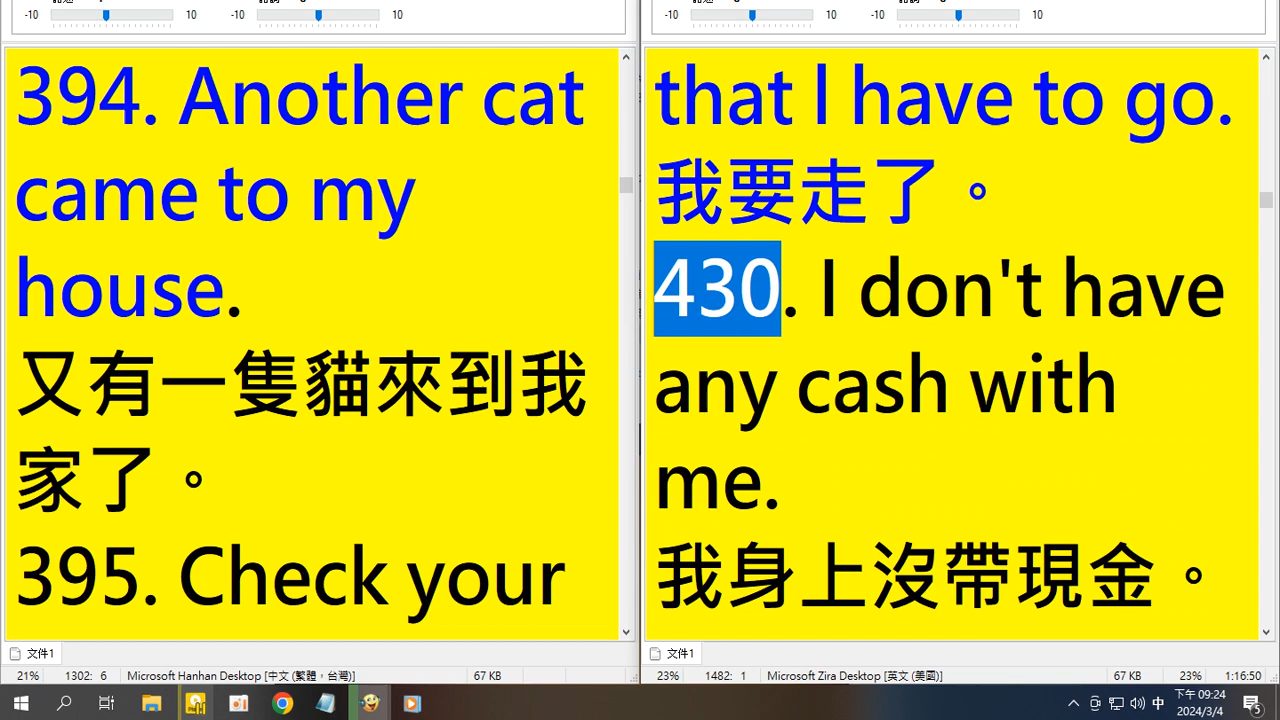 -10 10 -10 10
394. Another cat
came to my
house.
又有一隻貓來到我
家了。
395. Check your
文件1
21% 1302: 6 Microsoft Hanhan Desktop [中文 (繁體，台灣)] 67 KB
-10 10 -10 10
that I have to go.
我要走了。
430. I don't have
any cash with
me.
我身上沒帶現金。
文件1
23% 1482: 1 Microsoft Zira Desktop [英文 (美國)] 67 KB 23% 1:16:50
中
下午 09:24
2024/3/4
5